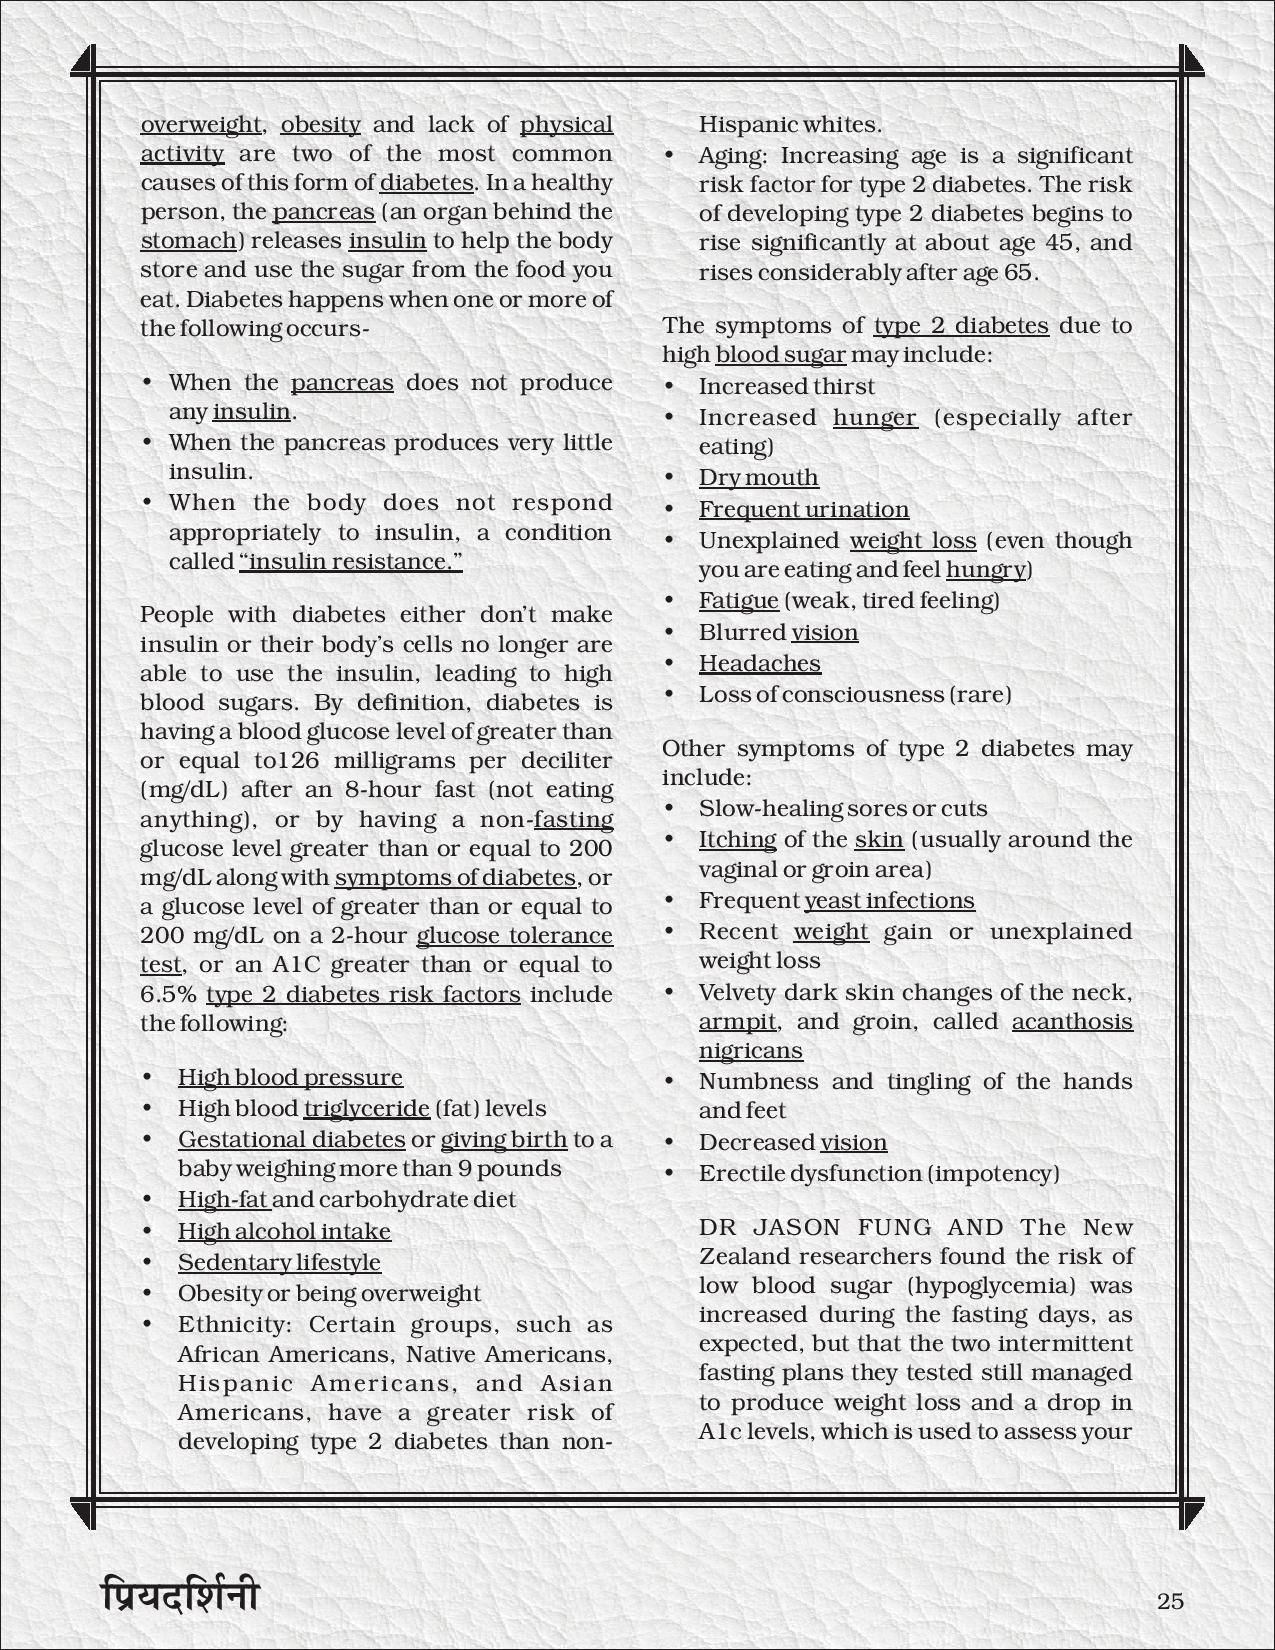 overweight, obesity and lack of physical
activity are two of the most common
causes of this form of diabetes. In a healthy
person, the pancreas (an organ behind the
stomach) releases insulin to help the body
store and use the sugar from the food you
eat. Diabetes happens when one or more of
the following occurs-
• When the pancreas does not produce
any insulin.
• When the pancreas produces very little
insulin.
• When the body does not respond
appropriately to insulin, a condition
called “insulin resistance.”
People with diabetes either don’t make
insulin or their body’s cells no longer are
able to use the insulin, leading to high
blood sugars. By definition, diabetes is
having a blood glucose level of greater than
or equal to126 milligrams per deciliter
(mg/dL) after an 8-hour fast (not eating
anything), or by having a non-fasting
glucose level greater than or equal to 200
mg/dL along with symptoms of diabetes, or
a glucose level of greater than or equal to
200 mg/dL on a 2-hour glucose tolerance
test, or an A1C greater than or equal to
6.5% type 2 diabetes risk factors include
the following:
• High blood pressure
• High blood triglyceride (fat) levels
• Gestational diabetes or giving birth to a
baby weighing more than 9 pounds
• High-fat and carbohydrate diet
• High alcohol intake
• Sedentary lifestyle
• Obesity or being overweight
• Ethnicity: Certain groups, such as
African Americans, Native Americans,
Hispanic Americans, and Asian
Americans, have a greater risk of
developing type 2 diabetes than non-
Hispanic whites.
• Aging: Increasing age is a significant
risk factor for type 2 diabetes. The risk
of developing type 2 diabetes begins to
rise significantly at about age 45, and
rises considerably after age 65.
The symptoms of type 2 diabetes due to
high blood sugar may include:
• Increased thirst
• Increased hunger (especially after
eating)
• Dry mouth
• Frequent urination
• Unexplained weight loss (even though
you are eating and feel hungry)
• Fatigue (weak, tired feeling)
• Blurred vision
• Headaches
• Loss of consciousness (rare)
Other symptoms of type 2 diabetes may
include:
• Slow-healing sores or cuts
• Itching of the skin (usually around the
vaginal or groin area)
• Frequent yeast infections
• Recent weight gain or unexplained
weight loss
• Velvety dark skin changes of the neck,
armpit, and groin, called acanthosis
nigricans
• Numbness and tingling of the hands
and feet
• Decreased vision
• Erectile dysfunction (impotency)
DR JASON FUNG AND The New
Zealand researchers found the risk of
low blood sugar (hypoglycemia) was
increased during the fasting days, as
expected, but that the two intermittent
fasting plans they tested still managed
to produce weight loss and a drop in
A1c levels, which is used to assess your
प्रियदर्शिनी
25